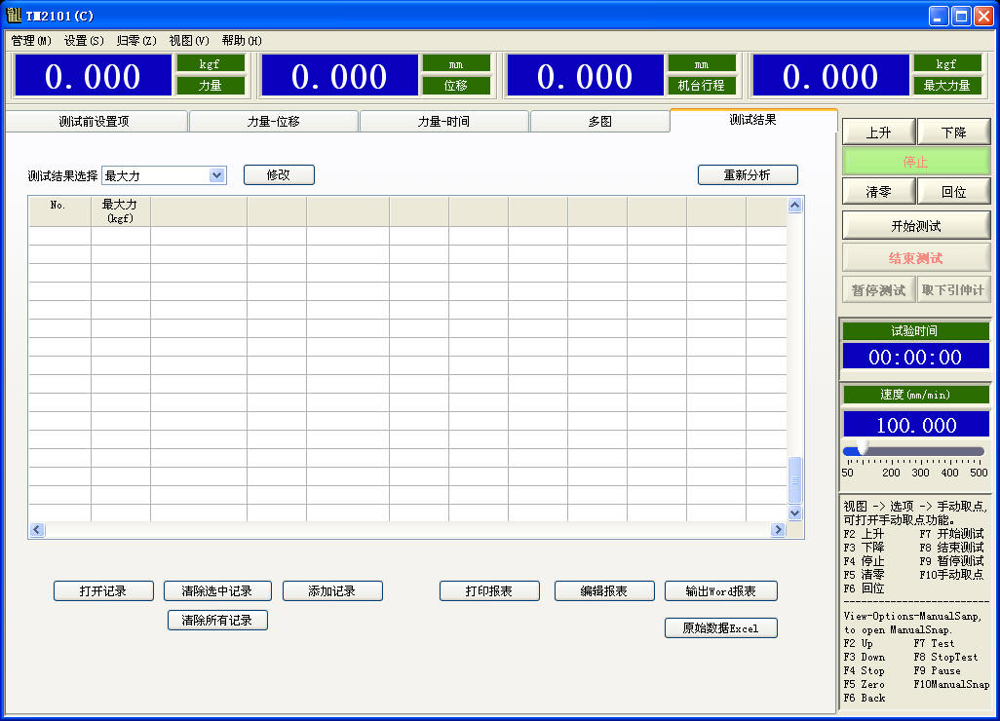 TM2101(C)
管理(M) 设置(S) 归零(Z) 视图(V) 帮助(H)
0.000 kgf 力量
0.000 mm 位移
0.000 mm 机台行程
0.000 kgf 最大力量
测试前设置项 力量-位移 力量-时间 多图 测试结果
测试结果选择 最大力 修改 重新分析
No. 最大力
(kgf)
打开记录 清除选中记录 添加记录 打印报表 编辑报表 输出Word报表
清除所有记录 原始数据Excel
上升 下降
停止
清零 回位
开始测试
结束测试
暂停测试 取下引伸计
试验时间
00:00:00
速度(mm/min)
100.000
50 200 300 400 500
视图 -> 选项 -> 手动取点,
可打开手动取点功能。
F2 上升 F7 开始测试
F3 下降 F8 结束测试
F4 停止 F9 暂停测试
F5 清零 F10手动取点
F6 回位
-------------------------
View-Options-ManualSanp,
to open ManualSnap.
F2 Up F7 Test
F3 Down F8 StopTest
F4 Stop F9 Pause
F5 Zero F10ManualSnap
F6 Back